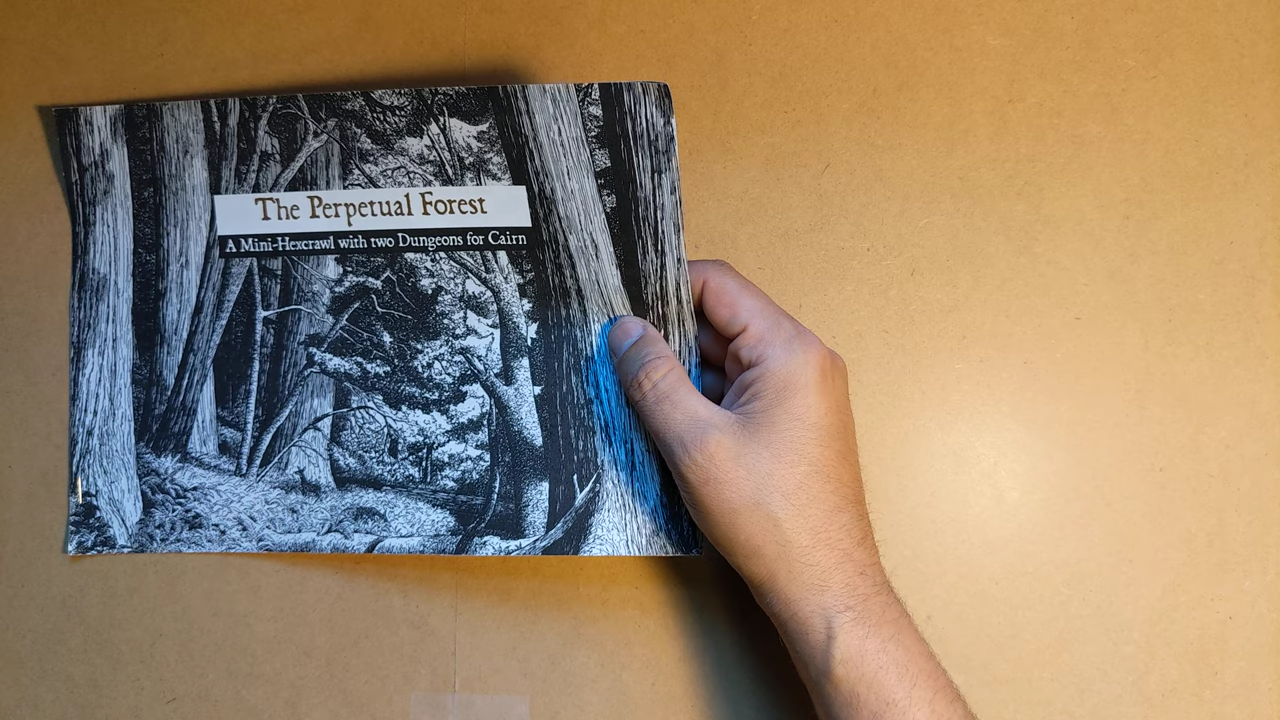 The Perpetual Forest
A Mini-Hexcrawl with two Dungeons for Cairn